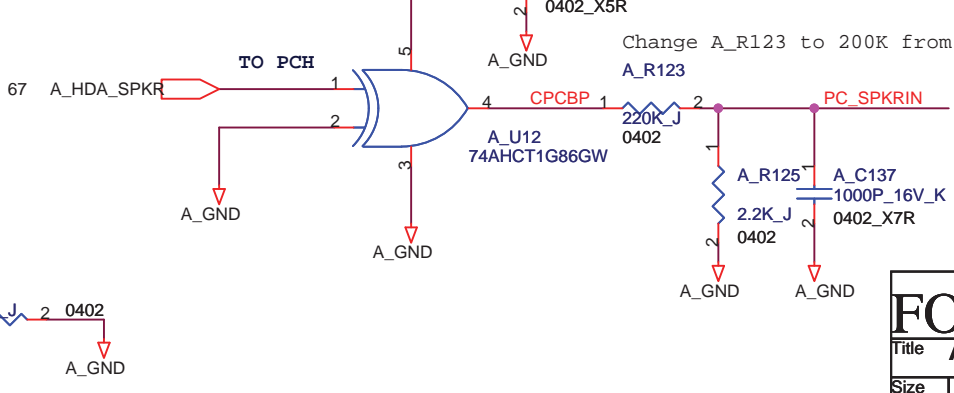 2
0402_X5R
A_GND
Change A_R123 to 200K from
5
TO PCH
A_R123
67 A_HDA_SPKR
1
4 CPCBP 1
2 PC_SPKRIN
220K_J
0402
2
A_U12
74AHCT1G86GW
3
1
A_R125
2.2K_J
0402
2
1
A_C137
1000P_16V_K
0402_X7R
2
A_GND
A_GND
A_GND
A_GND
J 2 0402
A_GND
FO
Title
Size